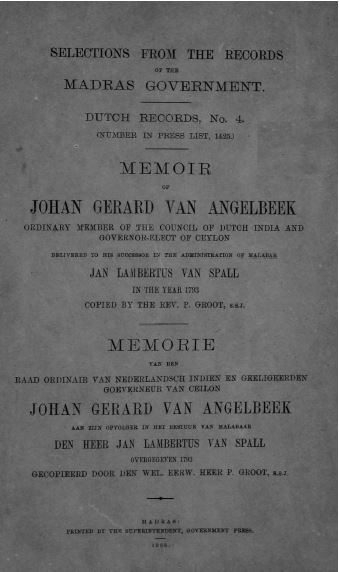 SELECTIONS FROM THE RECORDS
OF THE
MADRAS GOVERNMENT.
DUTCH RECORDS, No. 4.
(NUMBER IN PRESS LIST, 1425.)
MEMOIR
OF
JOHAN GERARD VAN ANGELBEEK
ORDINARY MEMBER OF THE COUNCIL OF DUTCH INDIA AND
GOVERNOR-ELECT OF CEYLON
DELIVERED TO HIS SUCCESSOR IN THE ADMINISTRATION OF MALABAR
JAN LAMBERTUS VAN SPALL
IN THE YEAR 1793
COPIED BY THE REV. P. GROOT, S.S.J.
MEMORIE
VAN DEN
RAAD ORDINAIR VAN NEDERLANDSCH INDIEN EN GEELIGEERDEN
GOEVERNEUR VAN CEILON
JOHAN GERARD VAN ANGELBEEK
AAN ZIJN OPVOLGER IN HET BESTUUR VAN MALABAAR
DEN HEER JAN LAMBERTUS VAN SPALL
OVERGEGEVEN 1793
GECOPIEERD DOOR DEN WEL. EERW. HEER P. GROOT, S.S.J.
MADRAS:
PRINTED BY THE SUPERINTENDENT, GOVERNMENT PRESS.